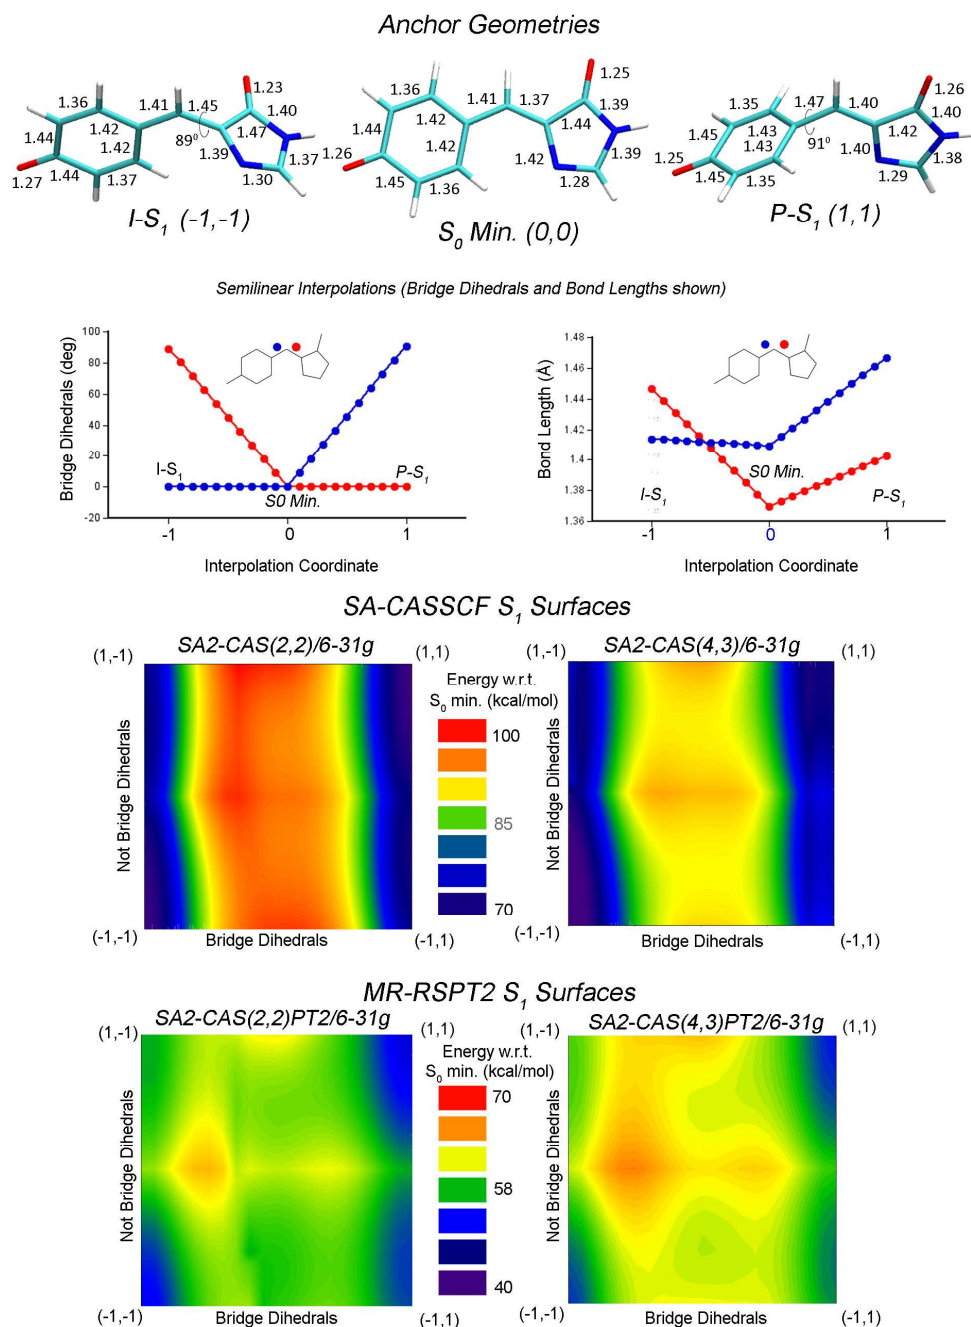 Anchor Geometries
1.36 1.41 1.45 1.23 1.40 1.44 1.42 1.42 89⁰ 1.47 1.39 1.37 1.30 1.27 1.44 1.37
I-S₁ (-1,-1)
1.36 1.41 1.37 1.25 1.39 1.44 1.44 1.42 1.42 1.39 1.28 1.26 1.45 1.36
S₀ Min. (0,0)
1.35 1.47 1.40 1.26 1.40 1.45 1.43 1.43 91⁰ 1.42 1.40 1.38 1.29 1.25 1.45 1.35
P-S₁ (1,1)
Semilinear Interpolations (Bridge Dihedrals and Bond Lengths shown)
Bridge Dihedrals (deg)
100
80
60
40
20
0
-20
I-S₁
S0 Min.
P-S₁
-1 0 1
Interpolation Coordinate
Bond Length (Å)
1.48
1.46
1.44
1.42
1.4
1.38
1.36
I-S₁
S0 Min.
P-S₁
-1 0 1
Interpolation Coordinate
SA-CASSCF S₁ Surfaces
SA2-CAS(2,2)/6-31g
(1,-1) (1,1)
Not Bridge Dihedrals
(-1,-1) Bridge Dihedrals (-1,1)
Energy w.r.t.
S₀ min. (kcal/mol)
100
85
70
SA2-CAS(4,3)/6-31g
(1,-1) (1,1)
Not Bridge Dihedrals
(-1,-1) Bridge Dihedrals (-1,1)
MR-RSPT2 S₁ Surfaces
SA2-CAS(2,2)PT2/6-31g
(1,-1) (1,1)
Not Bridge Dihedrals
(-1,-1) Bridge Dihedrals (-1,1)
Energy w.r.t.
S₀ min. (kcal/mol)
70
58
40
SA2-CAS(4,3)PT2/6-31g
(1,-1) (1,1)
Not Bridge Dihedrals
(-1,-1) Bridge Dihedrals (-1,1)